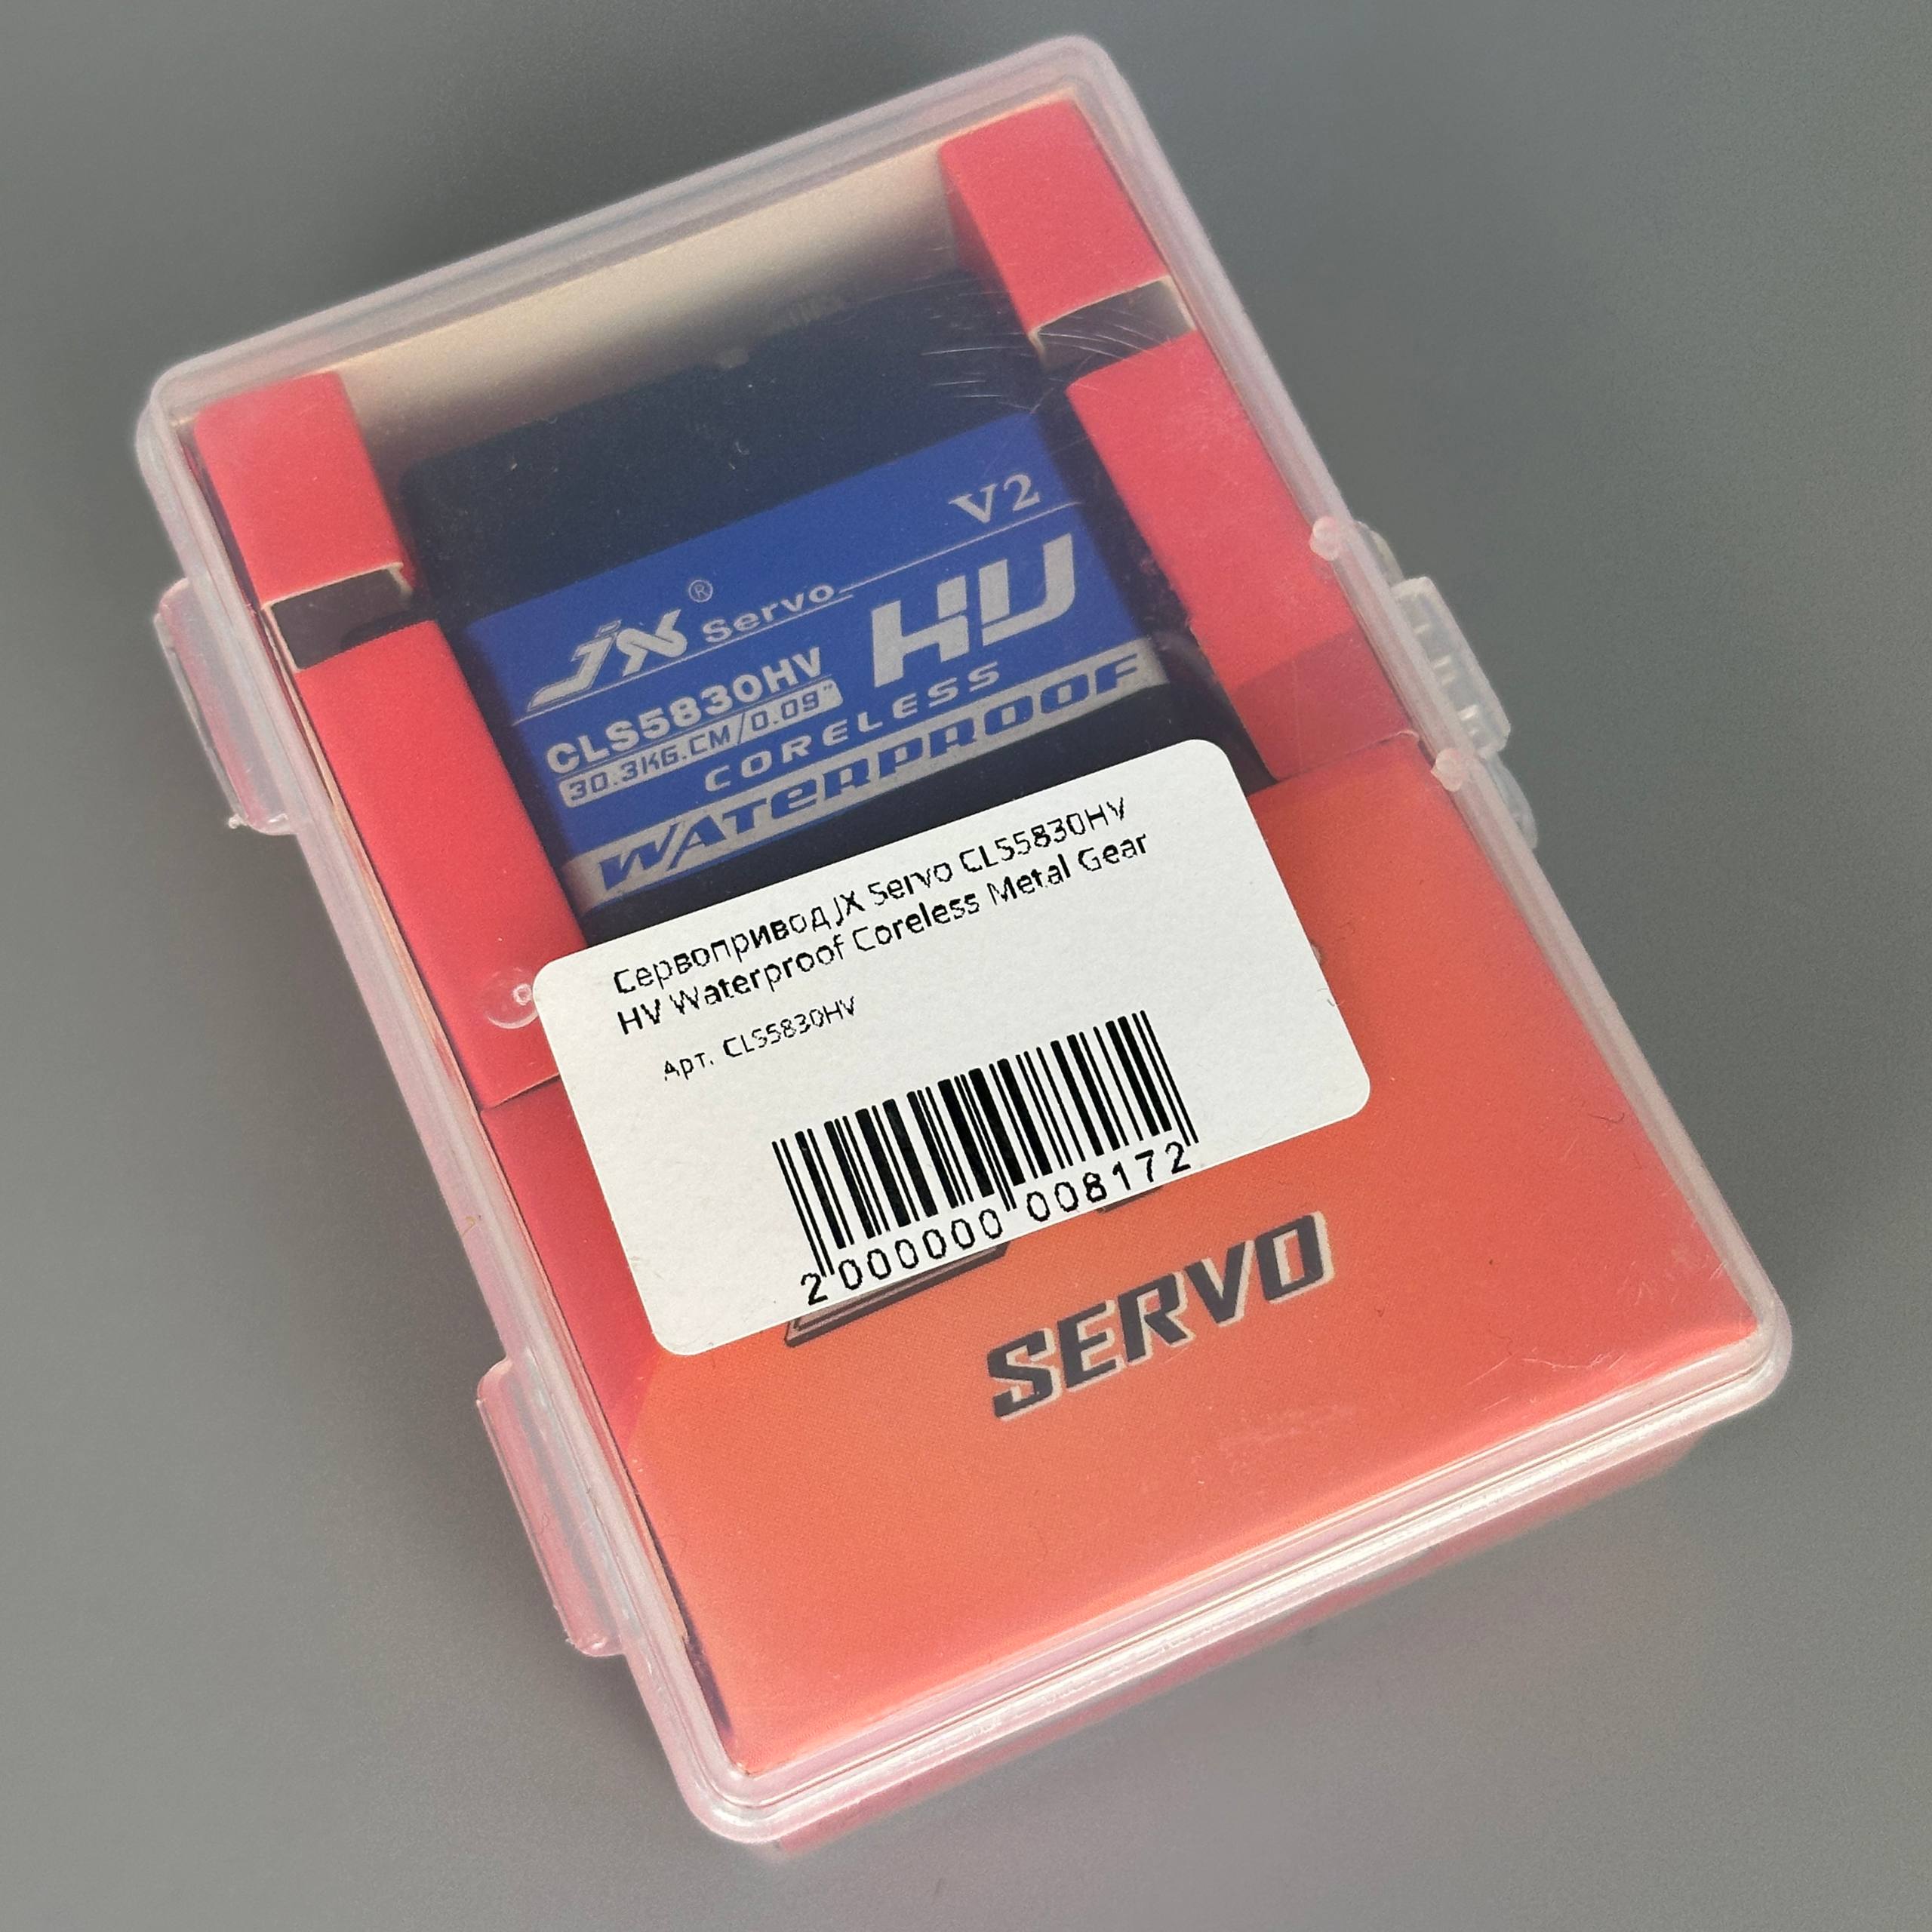 V2
JX® Servo
HV
CLS5830HV
30.3KG.CM/0.09"
CORELESS
WATERPROOF
Сервопривод JX Servo CLS5830HV
HV Waterproof Coreless Metal Gear
Арт. CLS5830HV
2 000000 008172
SERVO